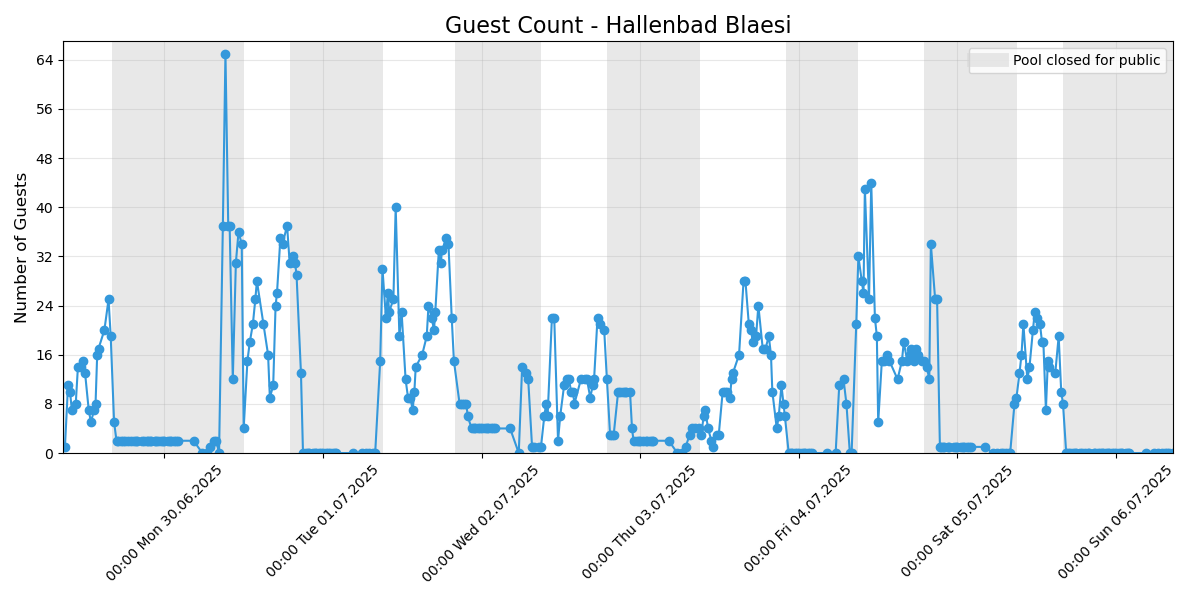 Guest Count - Hallenbad Blaesi
Pool closed for public
Number of Guests
64
56
48
40
32
24
16
8
0
00:00 Mon 30.06.2025
00:00 Tue 01.07.2025
00:00 Wed 02.07.2025
00:00 Thu 03.07.2025
00:00 Fri 04.07.2025
00:00 Sat 05.07.2025
00:00 Sun 06.07.2025